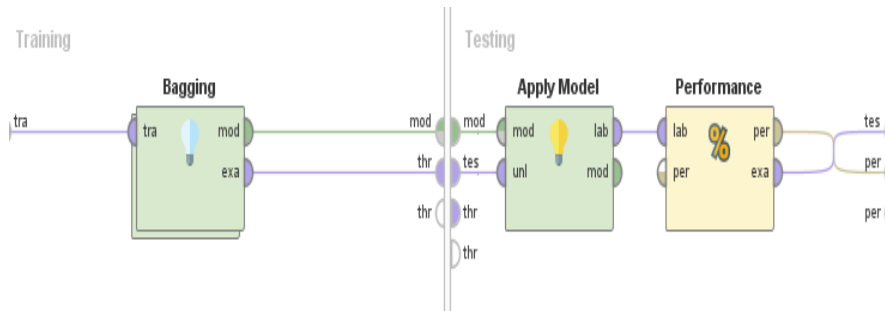 Training
Testing
Bagging
Apply Model
Performance
tra
tra
mod
exa
mod
thr
thr
mod
tes
thr
thr
mod
unl
lab
mod
lab
per
per
exa
tes
per
per
%